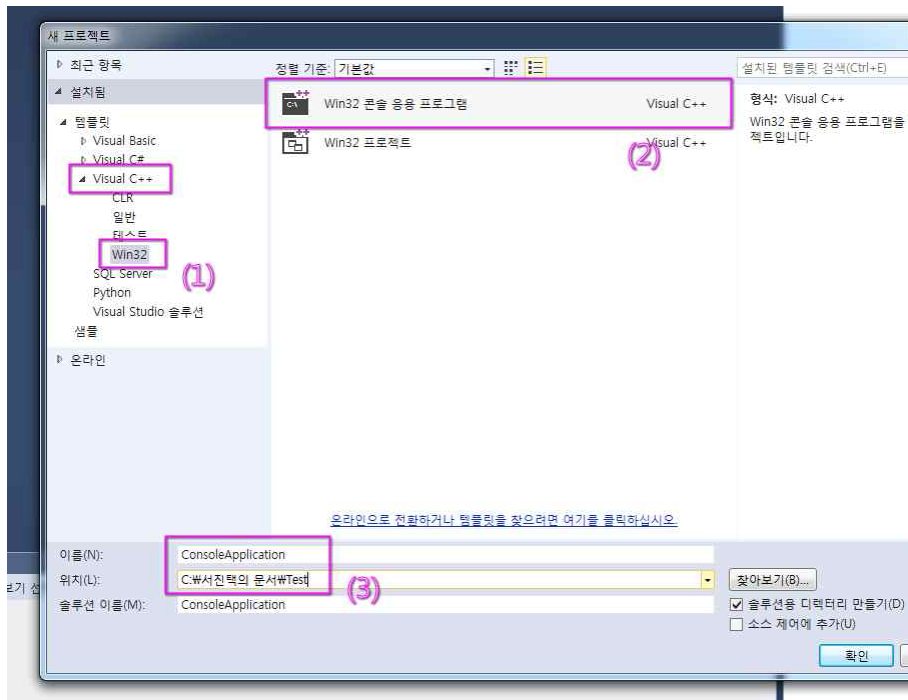 새 프로젝트
최근 항목
정렬 기준: 기본값
설치된 템플릿 검색(Ctrl+E)
설치됨
템플릿
Visual Basic
Visual C#
Visual C++
CLR
일반
테스트
Win32
(1)
SQL Server
Python
Visual Studio 솔루션
샘플
온라인
Win32 콘솔 응용 프로그램 Visual C++
Win32 프로젝트 Visual C++
(2)
형식: Visual C++
Win32 콘솔 응용 프로그램을
젝트입니다.
온라인으로 전환하거나 템플릿을 찾으려면 여기를 클릭하십시오.
이름(N): ConsoleApplication
위치(L): C:₩서진택의 문서₩Test
(3)
찾아보기(B)...
솔루션 이름(M): ConsoleApplication
솔루션용 디렉터리 만들기(D)
소스 제어에 추가(U)
확인
보기 선